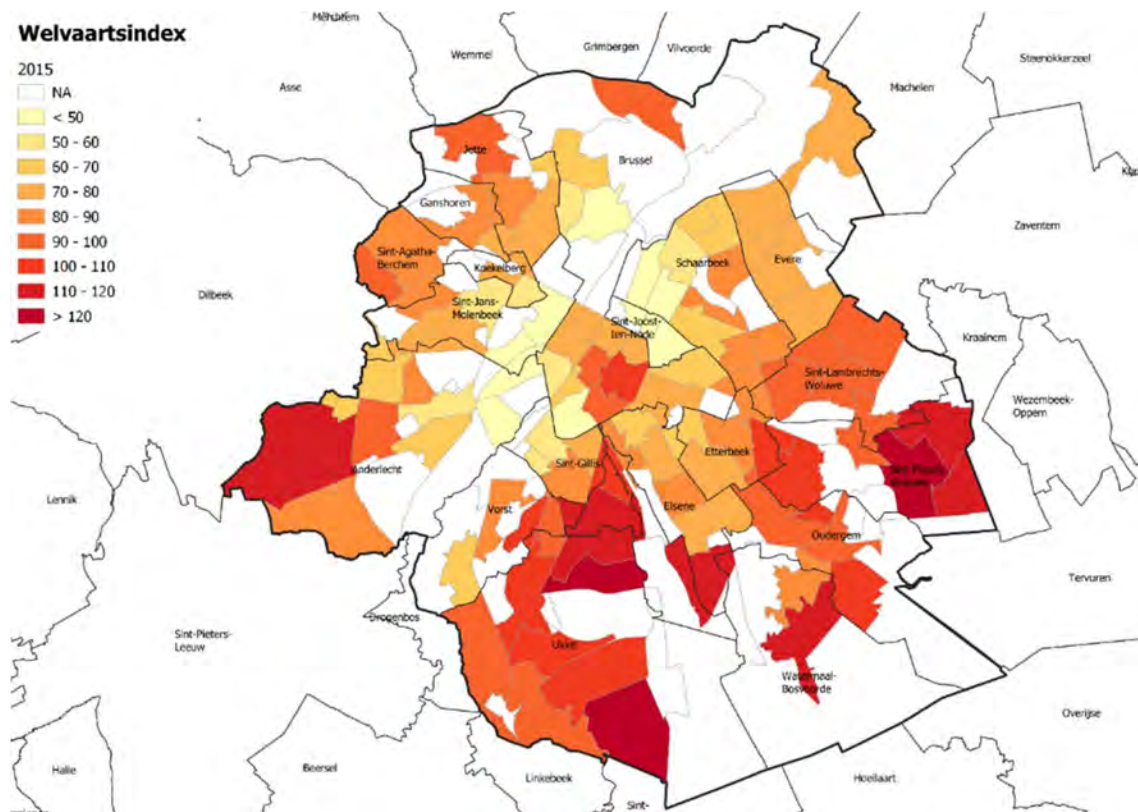 Welvaartsindex
2015
NA
< 50
50 - 60
60 - 70
70 - 80
80 - 90
90 - 100
100 - 110
110 - 120
> 120
Merchtem
Wemmel
Grimbergen
Vilvoorde
Steenokkerzeel
Asse
Machelen
Jette
Brussel
Ganshoren
Zaventem
Sint-Agatha-
Berchem
Koekelberg
Schaarbeek
Evere
Dilbeek
Sint-Jans-
Molenbeek
Sint-Joost-
ten-Node
Kraainem
Sint-Lambrechts-
Woluwe
Wezembeek-
Oppem
Etterbeek
Sint-Gillis
Anderlecht
Lennik
Vorst
Elsene
Oudergem
Tervuren
Drogenbos
Sint-Pieters-
Leeuw
Ukkel
Watermaal-
Bosvoorde
Overijse
Halle
Beersel
Linkebeek
Hoeilaart
Sint-